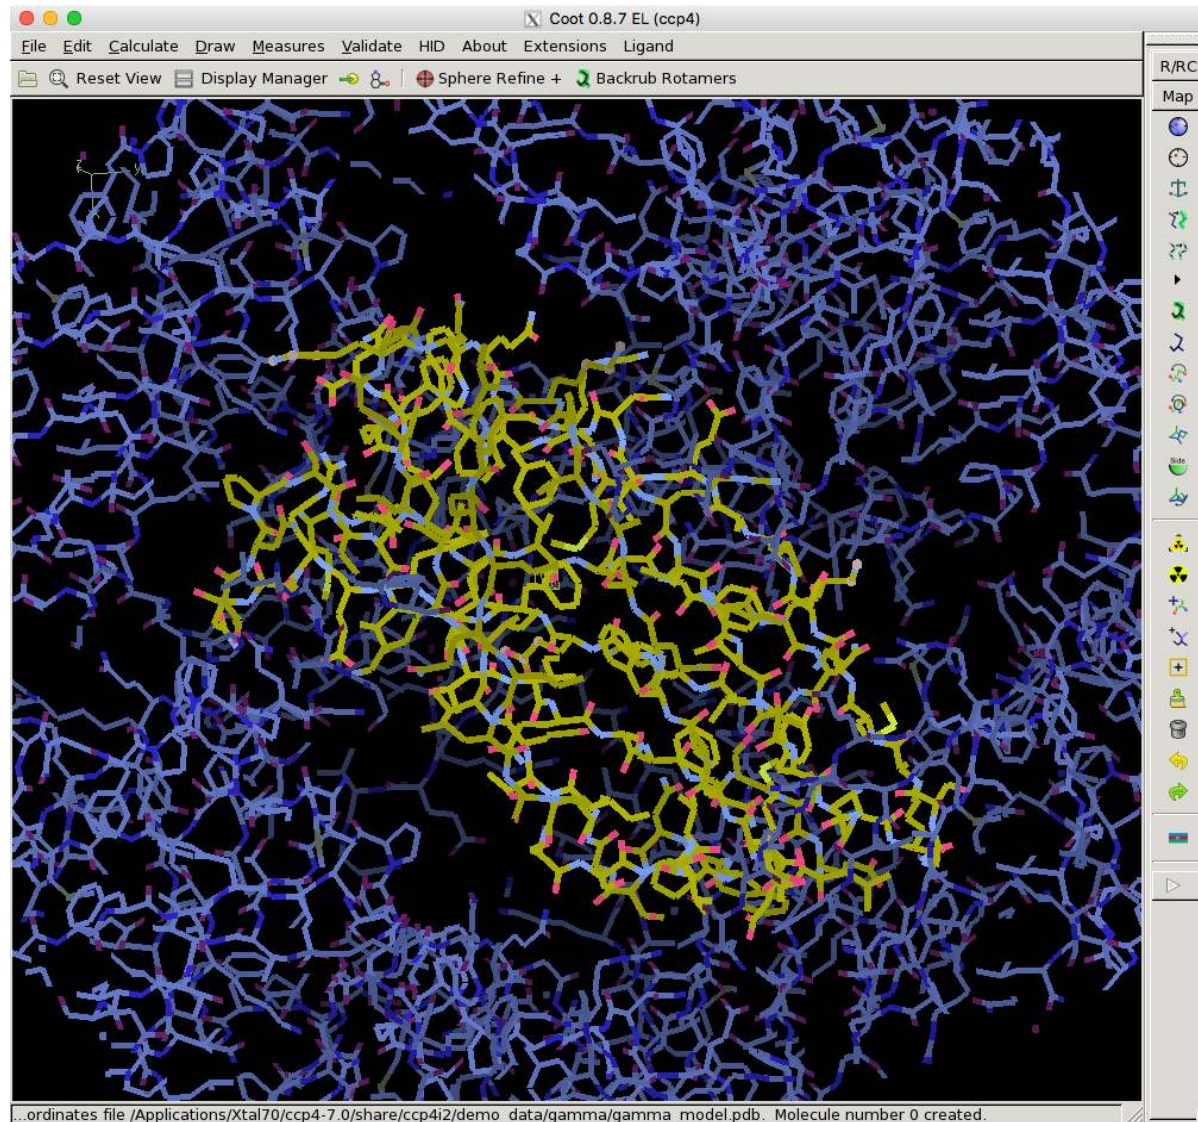 Coot 0.8.7 EL (ccp4)
File Edit Calculate Draw Measures Validate HID About Extensions Ligand
Reset View Display Manager Sphere Refine + Backrub Rotamers
R/RC
Map
Side
...ordinates file /Applications/Xtal70/ccp4-7.0/share/ccp4i2/demo_data/gamma/gamma_model.pdb. Molecule number 0 created.